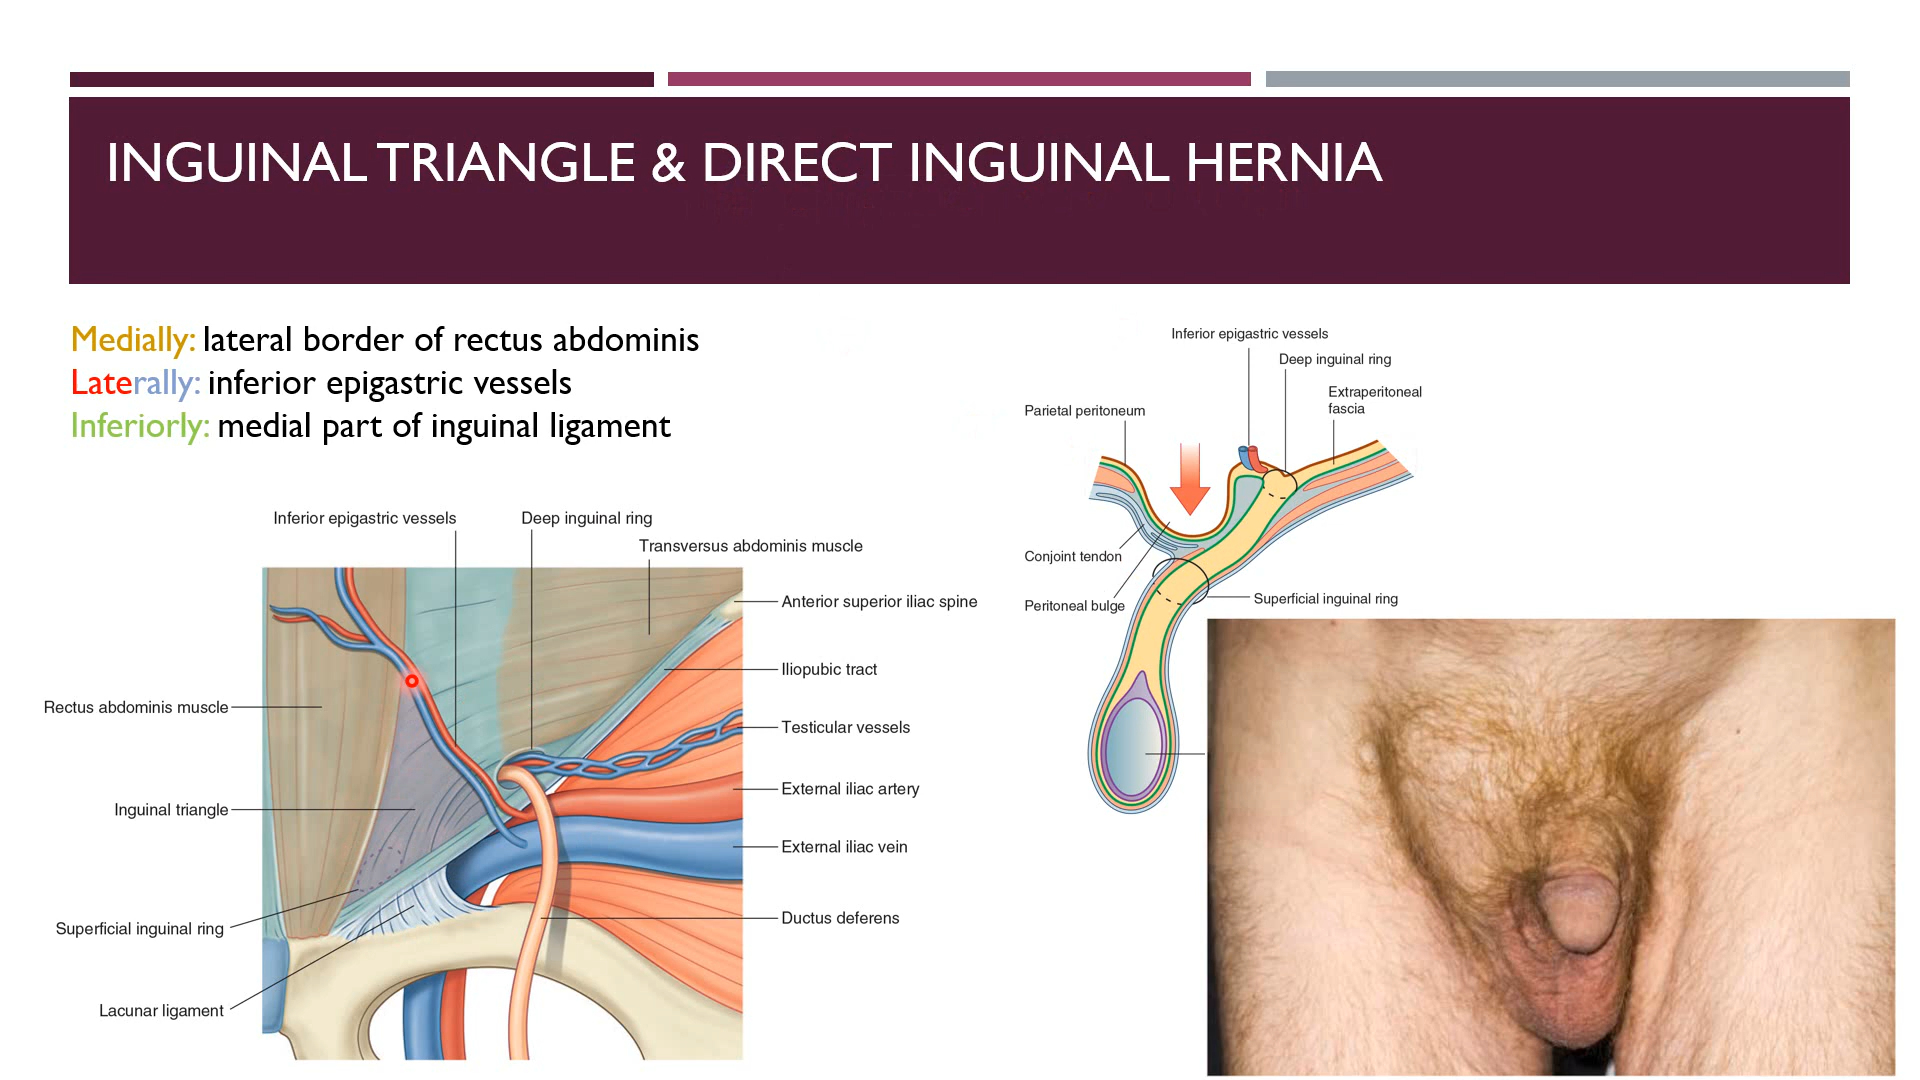 INGUINAL TRIANGLE & DIRECT INGUINAL HERNIA
Medially: lateral border of rectus abdominis
Laterally: inferior epigastric vessels
Inferiorly: medial part of inguinal ligament
Inferior epigastric vessels
Deep inguinal ring
Transversus abdominis muscle
Anterior superior iliac spine
Iliopubic tract
Rectus abdominis muscle
Testicular vessels
External iliac artery
Inguinal triangle
External iliac vein
Superficial inguinal ring
Ductus deferens
Lacunar ligament
Inferior epigastric vessels
Deep inguinal ring
Extraperitoneal
fascia
Parietal peritoneum
Conjoint tendon
Peritoneal bulge
Superficial inguinal ring